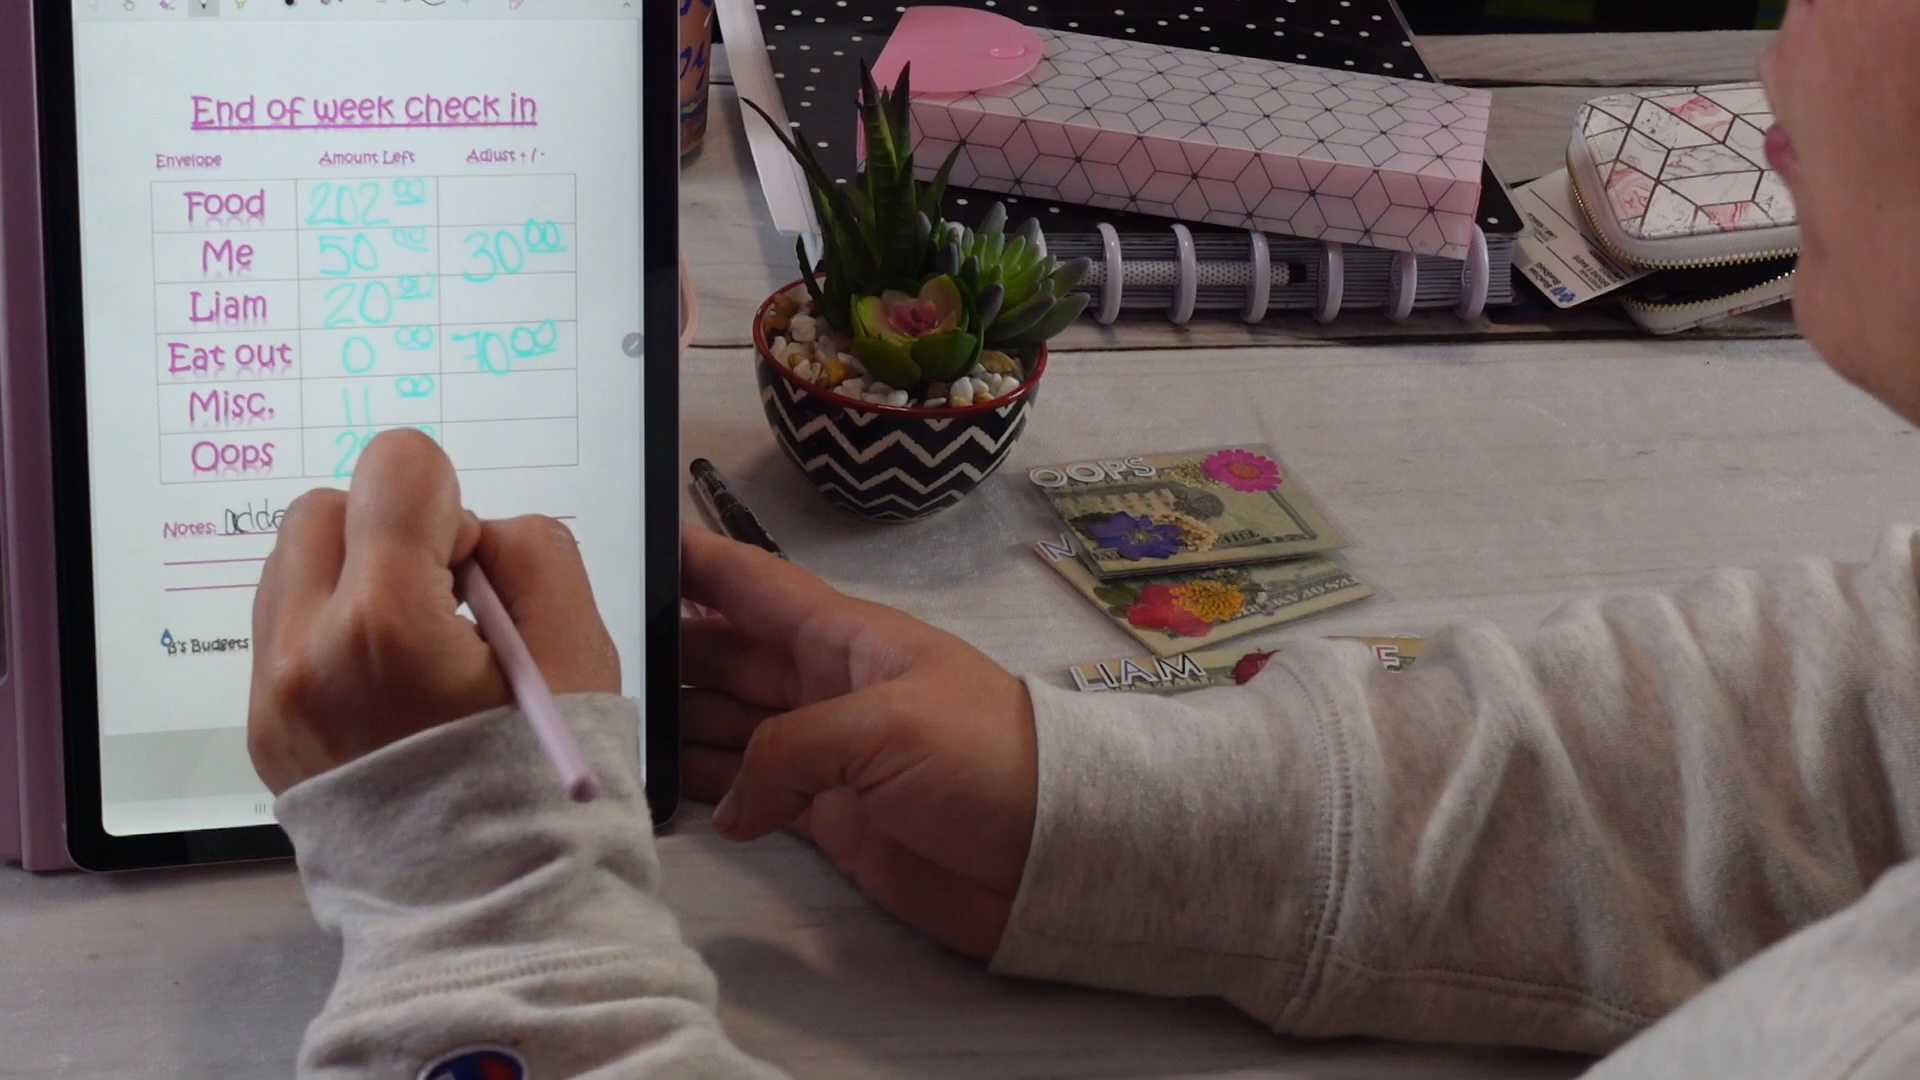 End of week check in
Envelope Amount Left Adjust + / -
Food 202.00
Me 50 00 30 00
Liam 20
Eat out 0 00 70 00
Misc. 11 00
Oops
Notes: adde
B's Budgets
OOPS
LIAM